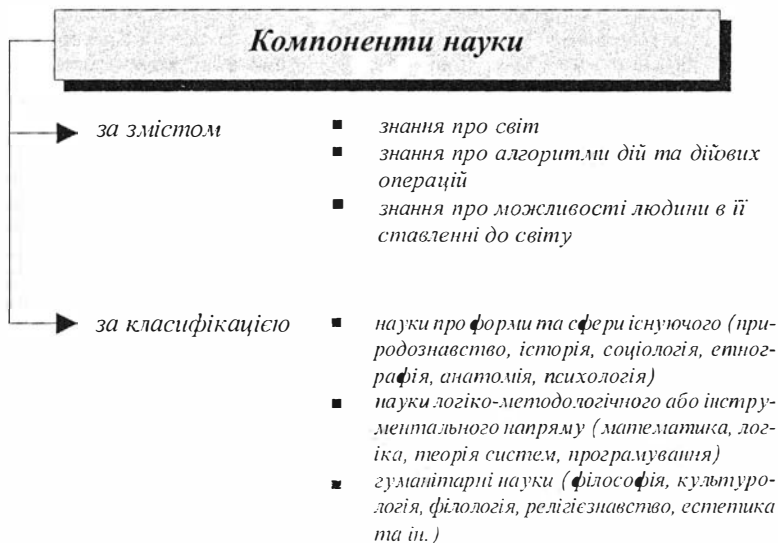 Компоненти науки
за змістом
■ знання про світ
■ знання про алгоритми дій та дійових
операцій
■ знання про можливості людини в її
ставленні до світу
за класифікацією
■ науки про форми та сфери існуючого (при-
родознавство, історія, соціологія, етног-
рафія, анатомія, психологія)
■ науки логіко-методологічного або інстру-
ментального напряму (математика, лог-
іка, теорія систем, програмування)
■ гуманітарні науки (філософія, культуро-
логія, філологія, релігієзнавство, естетика
та ін.)